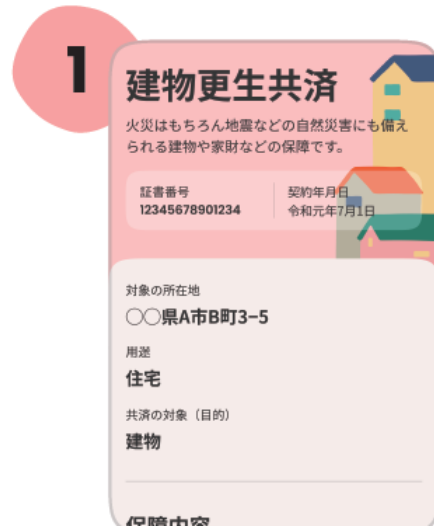 1
建物更生共済
火災はもちろん地震などの自然災害にも備え
られる建物や家財などの保障です。
証書番号
12345678901234
契約年月日
令和元年7月1日
対象の所在地
○○県A市B町3−5
用途
住宅
共済の対象（目的）
建物
保障内容